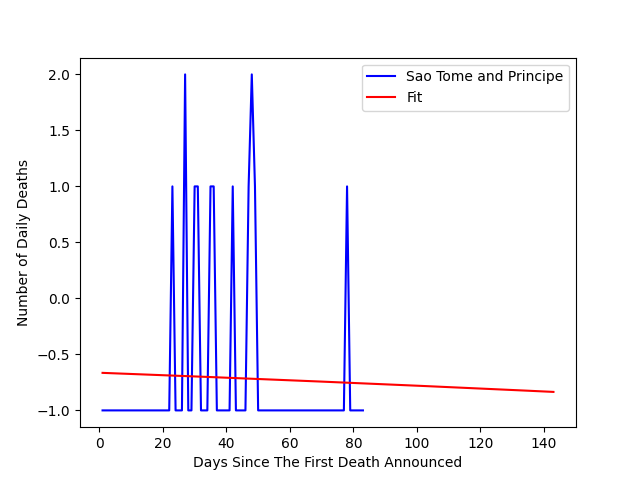 Sao Tome and Principe
Fit
Number of Daily Deaths
2.0
1.5
1.0
0.5
0.0
−0.5
−1.0
0 20 40 60 80 100 120 140
Days Since The First Death Announced